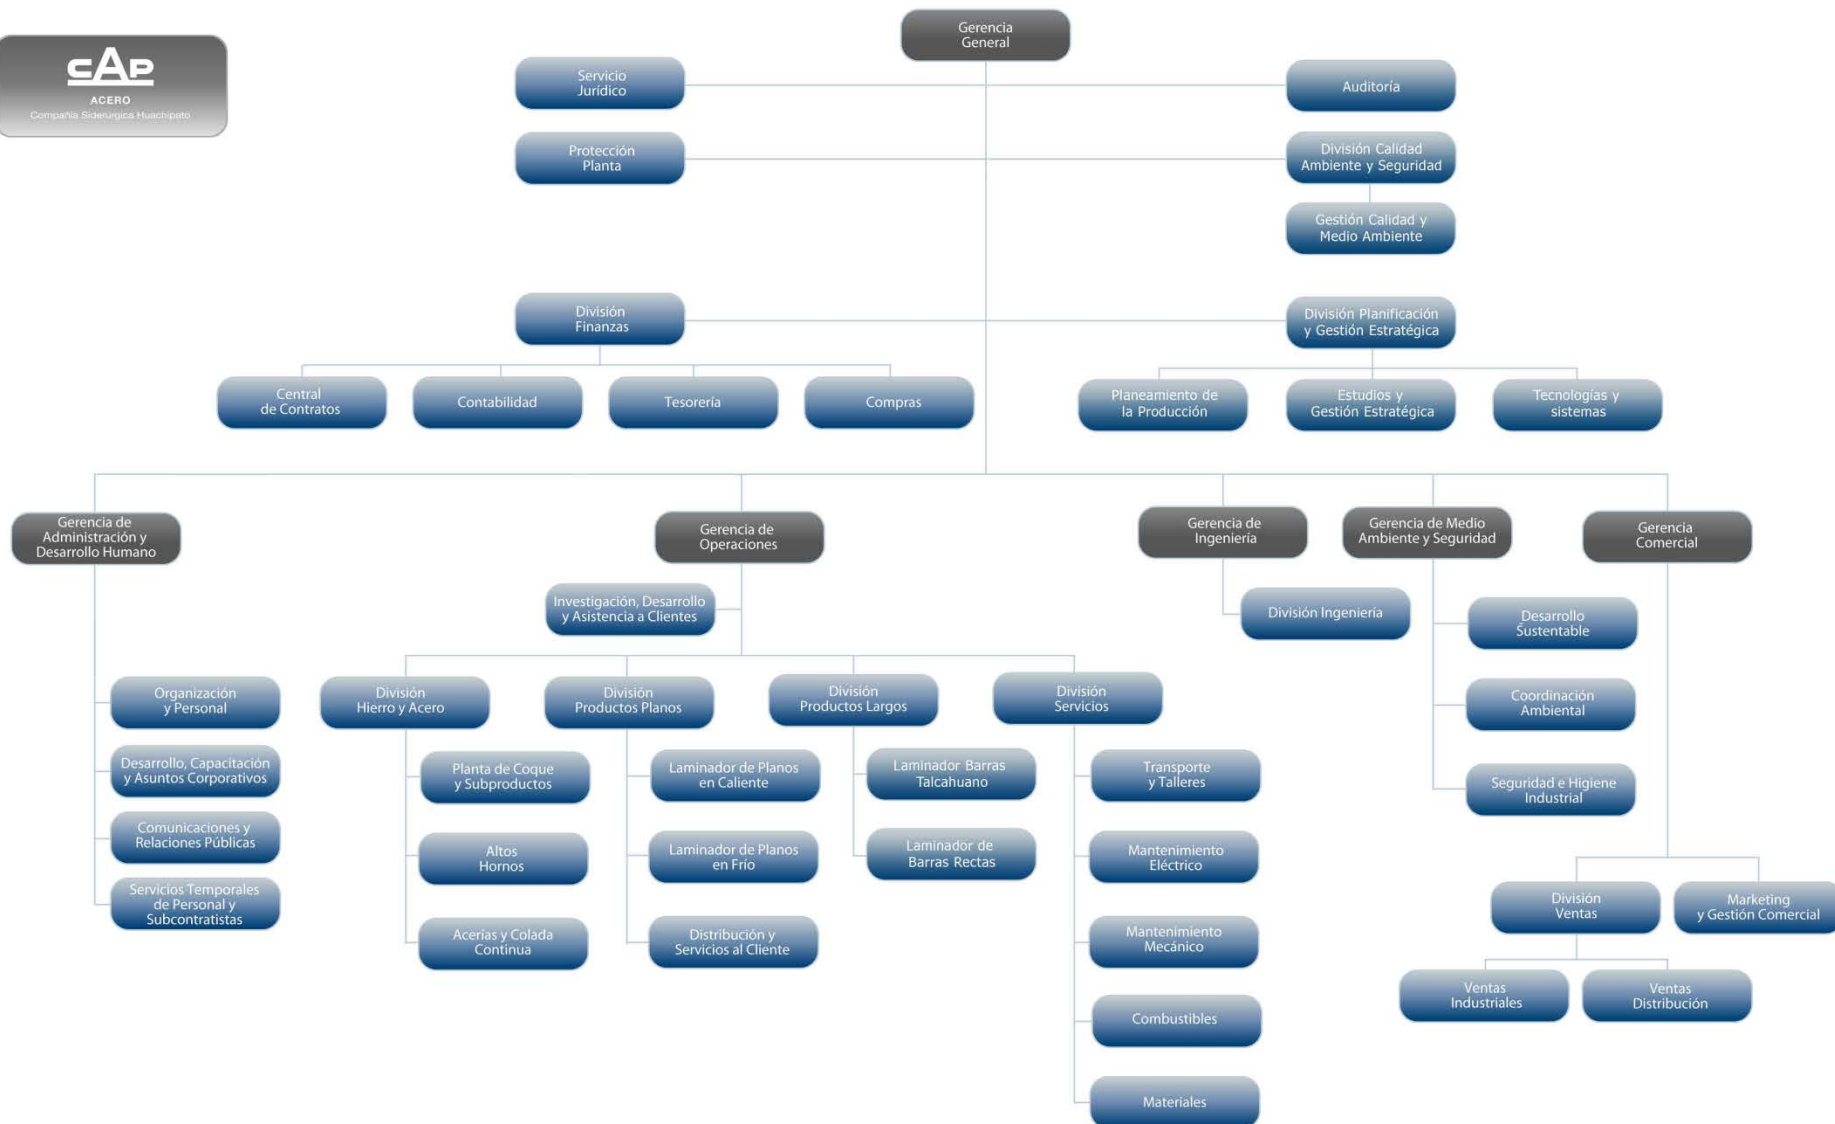 CAP
ACERO
Compañía Siderúrgica Huachipato
Gerencia
General
Servicio
Jurídico
Auditoría
Protección
Planta
División Calidad
Ambiente y Seguridad
Gestión Calidad y
Medio Ambiente
División
Finanzas
División Planificación
y Gestión Estratégica
Central
de Contratos
Contabilidad
Tesorería
Compras
Planeamiento de
la Producción
Estudios y
Gestión Estratégica
Tecnologías y
sistemas
Gerencia de
Administración y
Desarrollo Humano
Gerencia de
Operaciones
Gerencia de
Ingeniería
Gerencia de Medio
Ambiente y Seguridad
Gerencia
Comercial
Investigación, Desarrollo
y Asistencia a Clientes
División Ingeniería
Desarrollo
Sustentable
Organización
y Personal
División
Hierro y Acero
División
Productos Planos
División
Productos Largos
División
Servicios
Coordinación
Ambiental
Desarrollo, Capacitación
y Asuntos Corporativos
Planta de Coque
y Subproductos
Laminador de Planos
en Caliente
Laminador Barras
Talcahuano
Transporte
y Talleres
Seguridad e Higiene
Industrial
Comunicaciones y
Relaciones Públicas
Altos
Hornos
Laminador de Planos
en Frío
Laminador de
Barras Rectas
Mantenimiento
Eléctrico
Servicios Temporales
de Personal y
Subcontratistas
División
Ventas
Marketing
y Gestión Comercial
Acerías y Colada
Contínua
Distribución y
Servicios al Cliente
Mantenimiento
Mecánico
Ventas
Industriales
Ventas
Distribución
Combustibles
Materiales